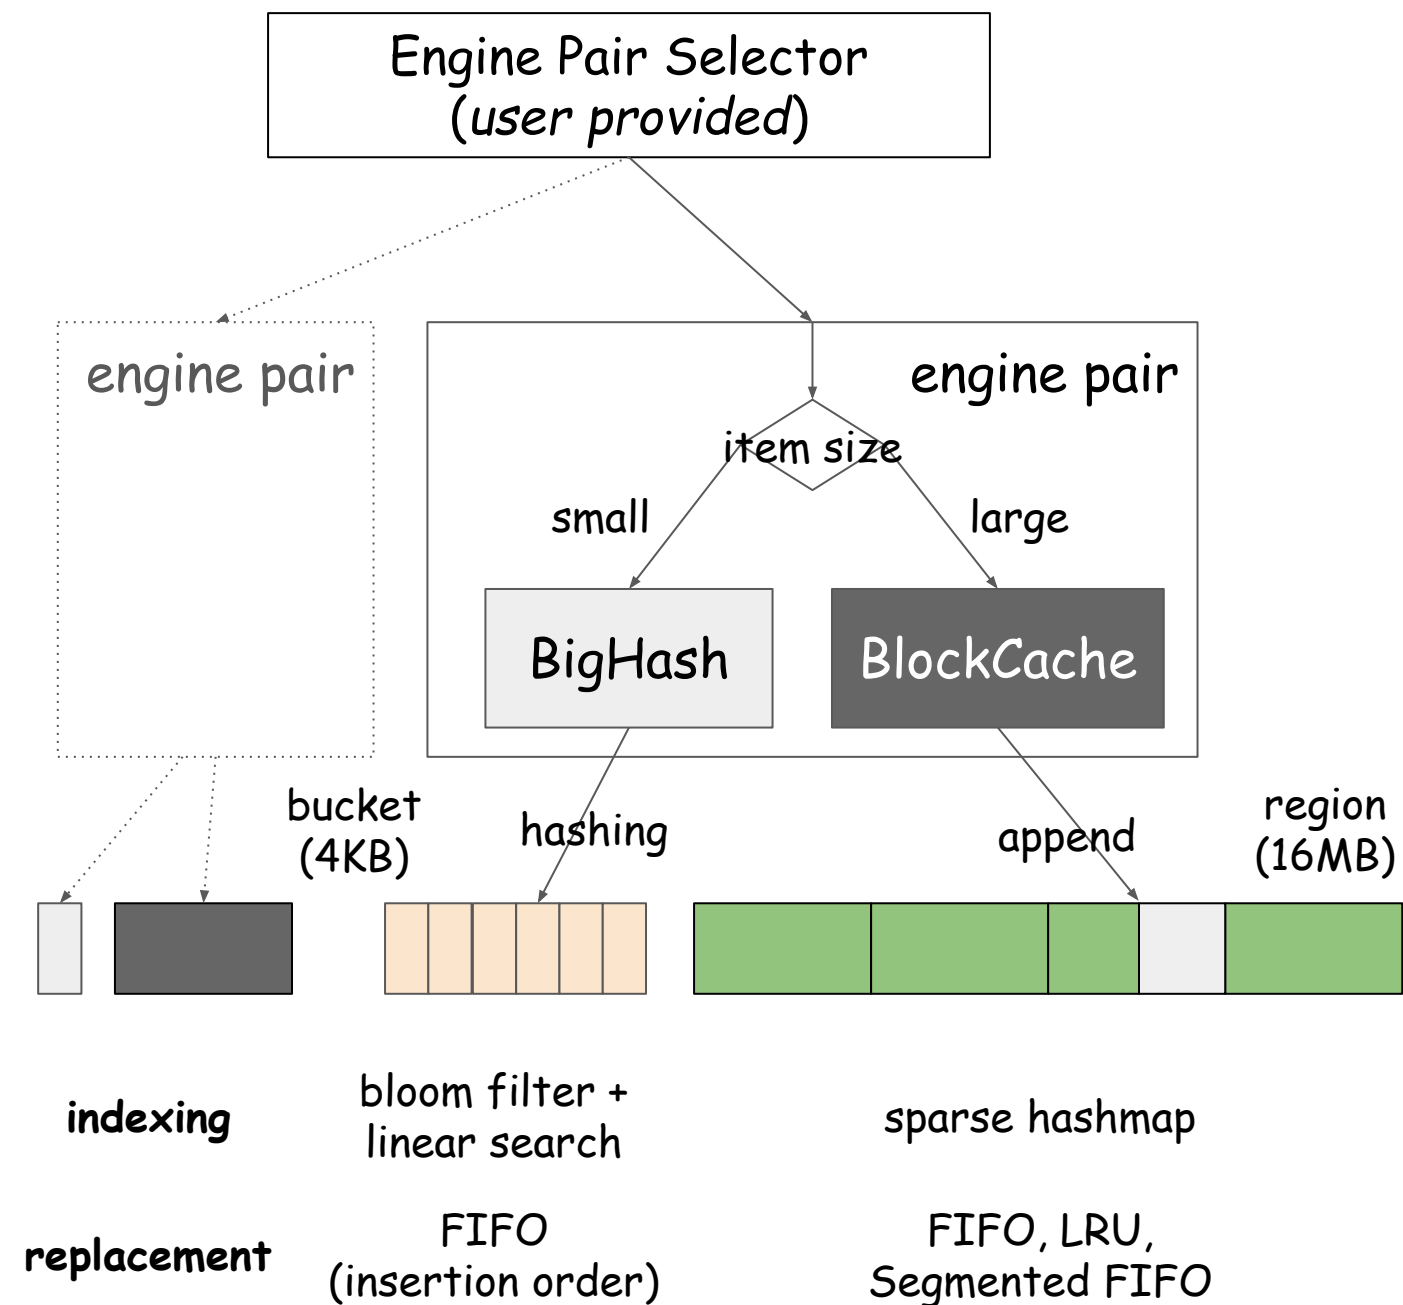 Engine Pair Selector
(user provided)
engine pair
engine pair
item size
small
large
BigHash
BlockCache
bucket
(4KB)
hashing
append
region
(16MB)
indexing
bloom filter +
linear search
sparse hashmap
replacement
FIFO
(insertion order)
FIFO, LRU,
Segmented FIFO